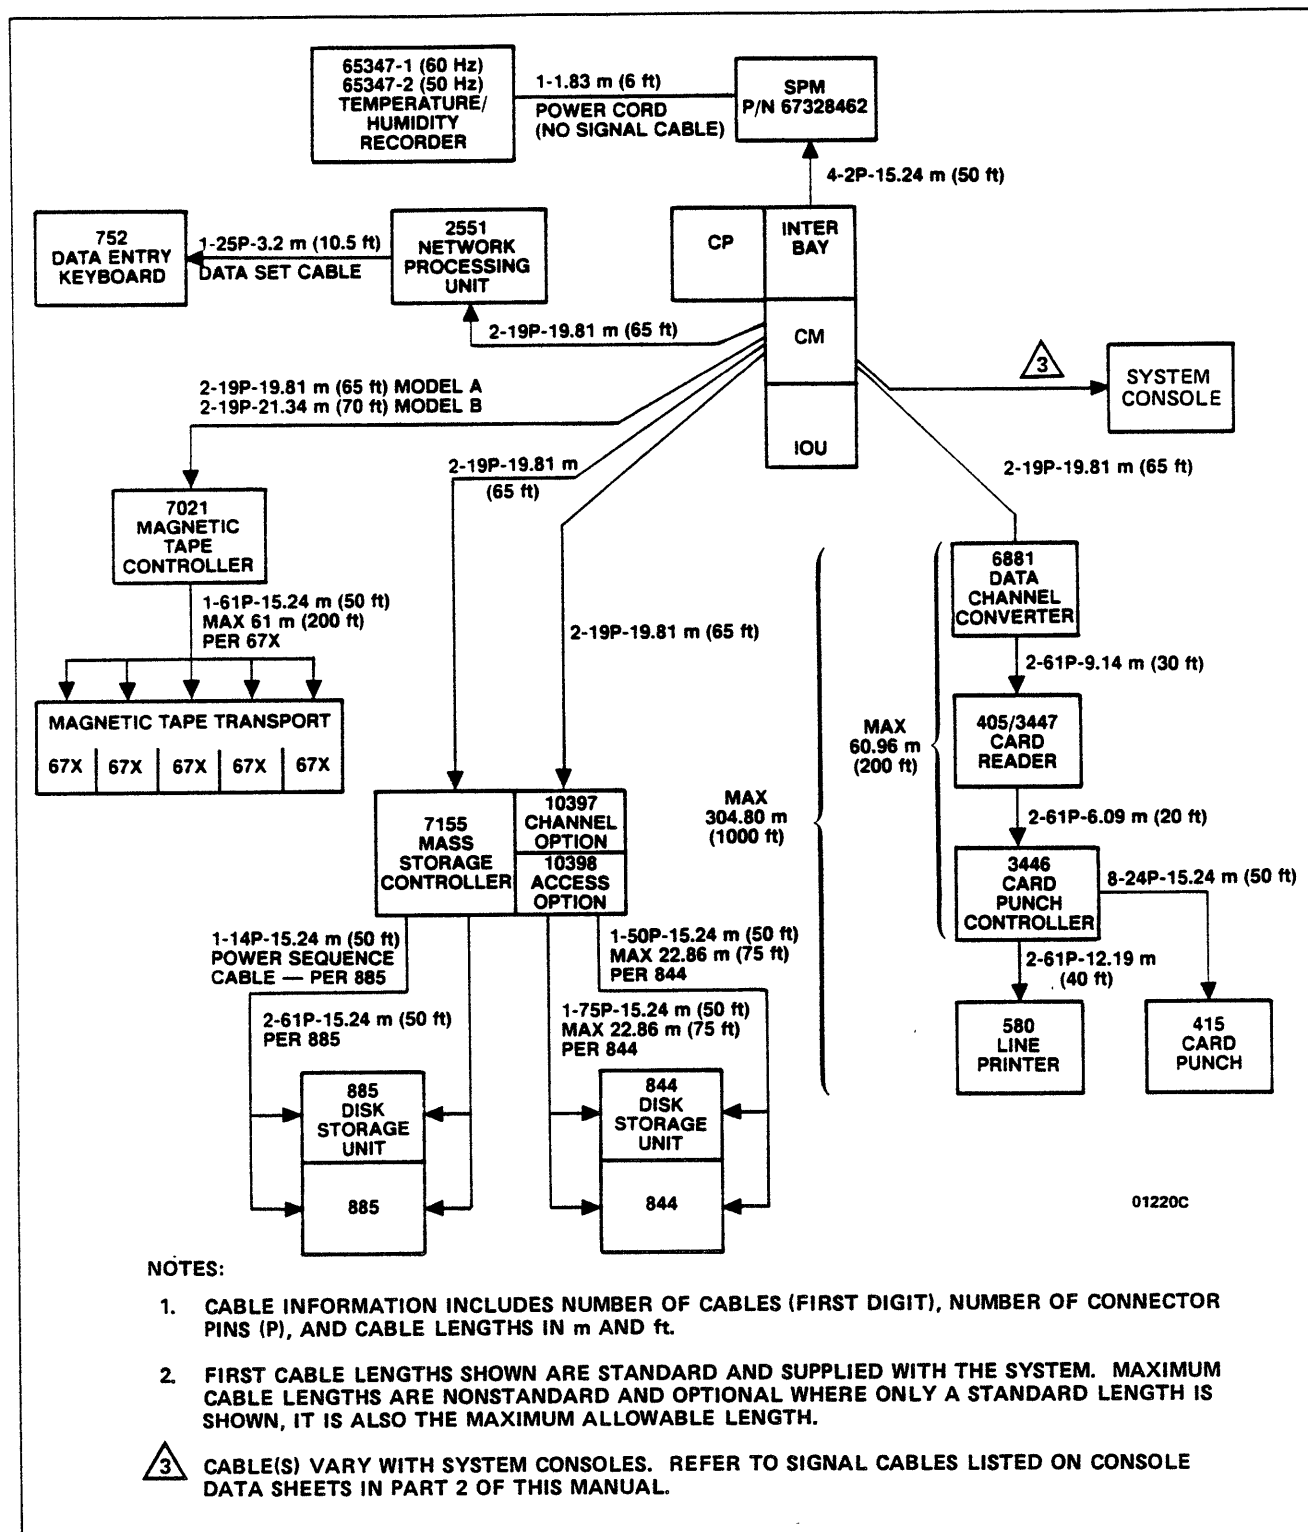 65347-1 (60 Hz)
65347-2 (50 Hz)
TEMPERATURE/
HUMIDITY
RECORDER
1-1.83 m (6 ft)
POWER CORD
(NO SIGNAL CABLE)
SPM
P/N 67328462
4-2P-15.24 m (50 ft)
752
DATA ENTRY
KEYBOARD
1-25P-3.2 m (10.5 ft)
DATA SET CABLE
2551
NETWORK
PROCESSING
UNIT
CP
INTER
BAY
CM
IOU
2-19P-19.81 m (65 ft)
3
SYSTEM
CONSOLE
2-19P-19.81 m (65 ft) MODEL A
2-19P-21.34 m (70 ft) MODEL B
2-19P-19.81 m
(65 ft)
2-19P-19.81 m (65 ft)
7021
MAGNETIC
TAPE
CONTROLLER
1-61P-15.24 m (50 ft)
MAX 61 m (200 ft)
PER 67X
MAGNETIC TAPE TRANSPORT
67X 67X 67X 67X 67X
2-19P-19.81 m (65 ft)
6881
DATA
CHANNEL
CONVERTER
2-61P-9.14 m (30 ft)
405/3447
CARD
READER
MAX
60.96 m
(200 ft)
MAX
304.80 m
(1000 ft)
2-61P-6.09 m (20 ft)
3446
CARD
PUNCH
CONTROLLER
8-24P-15.24 m (50 ft)
2-61P-12.19 m
(40 ft)
580
LINE
PRINTER
415
CARD
PUNCH
7155
MASS
STORAGE
CONTROLLER
10397
CHANNEL
OPTION
10398
ACCESS
OPTION
1-14P-15.24 m (50 ft)
POWER SEQUENCE
CABLE — PER 885
2-61P-15.24 m (50 ft)
PER 885
1-50P-15.24 m (50 ft)
MAX 22.86 m (75 ft)
PER 844
1-75P-15.24 m (50 ft)
MAX 22.86 m (75 ft)
PER 844
885
DISK
STORAGE
UNIT
885
844
DISK
STORAGE
UNIT
844
01220C
NOTES:
1. CABLE INFORMATION INCLUDES NUMBER OF CABLES (FIRST DIGIT), NUMBER OF CONNECTOR
PINS (P), AND CABLE LENGTHS IN m AND ft.
2. FIRST CABLE LENGTHS SHOWN ARE STANDARD AND SUPPLIED WITH THE SYSTEM. MAXIMUM
CABLE LENGTHS ARE NONSTANDARD AND OPTIONAL WHERE ONLY A STANDARD LENGTH IS
SHOWN, IT IS ALSO THE MAXIMUM ALLOWABLE LENGTH.
3 CABLE(S) VARY WITH SYSTEM CONSOLES. REFER TO SIGNAL CABLES LISTED ON CONSOLE
DATA SHEETS IN PART 2 OF THIS MANUAL.